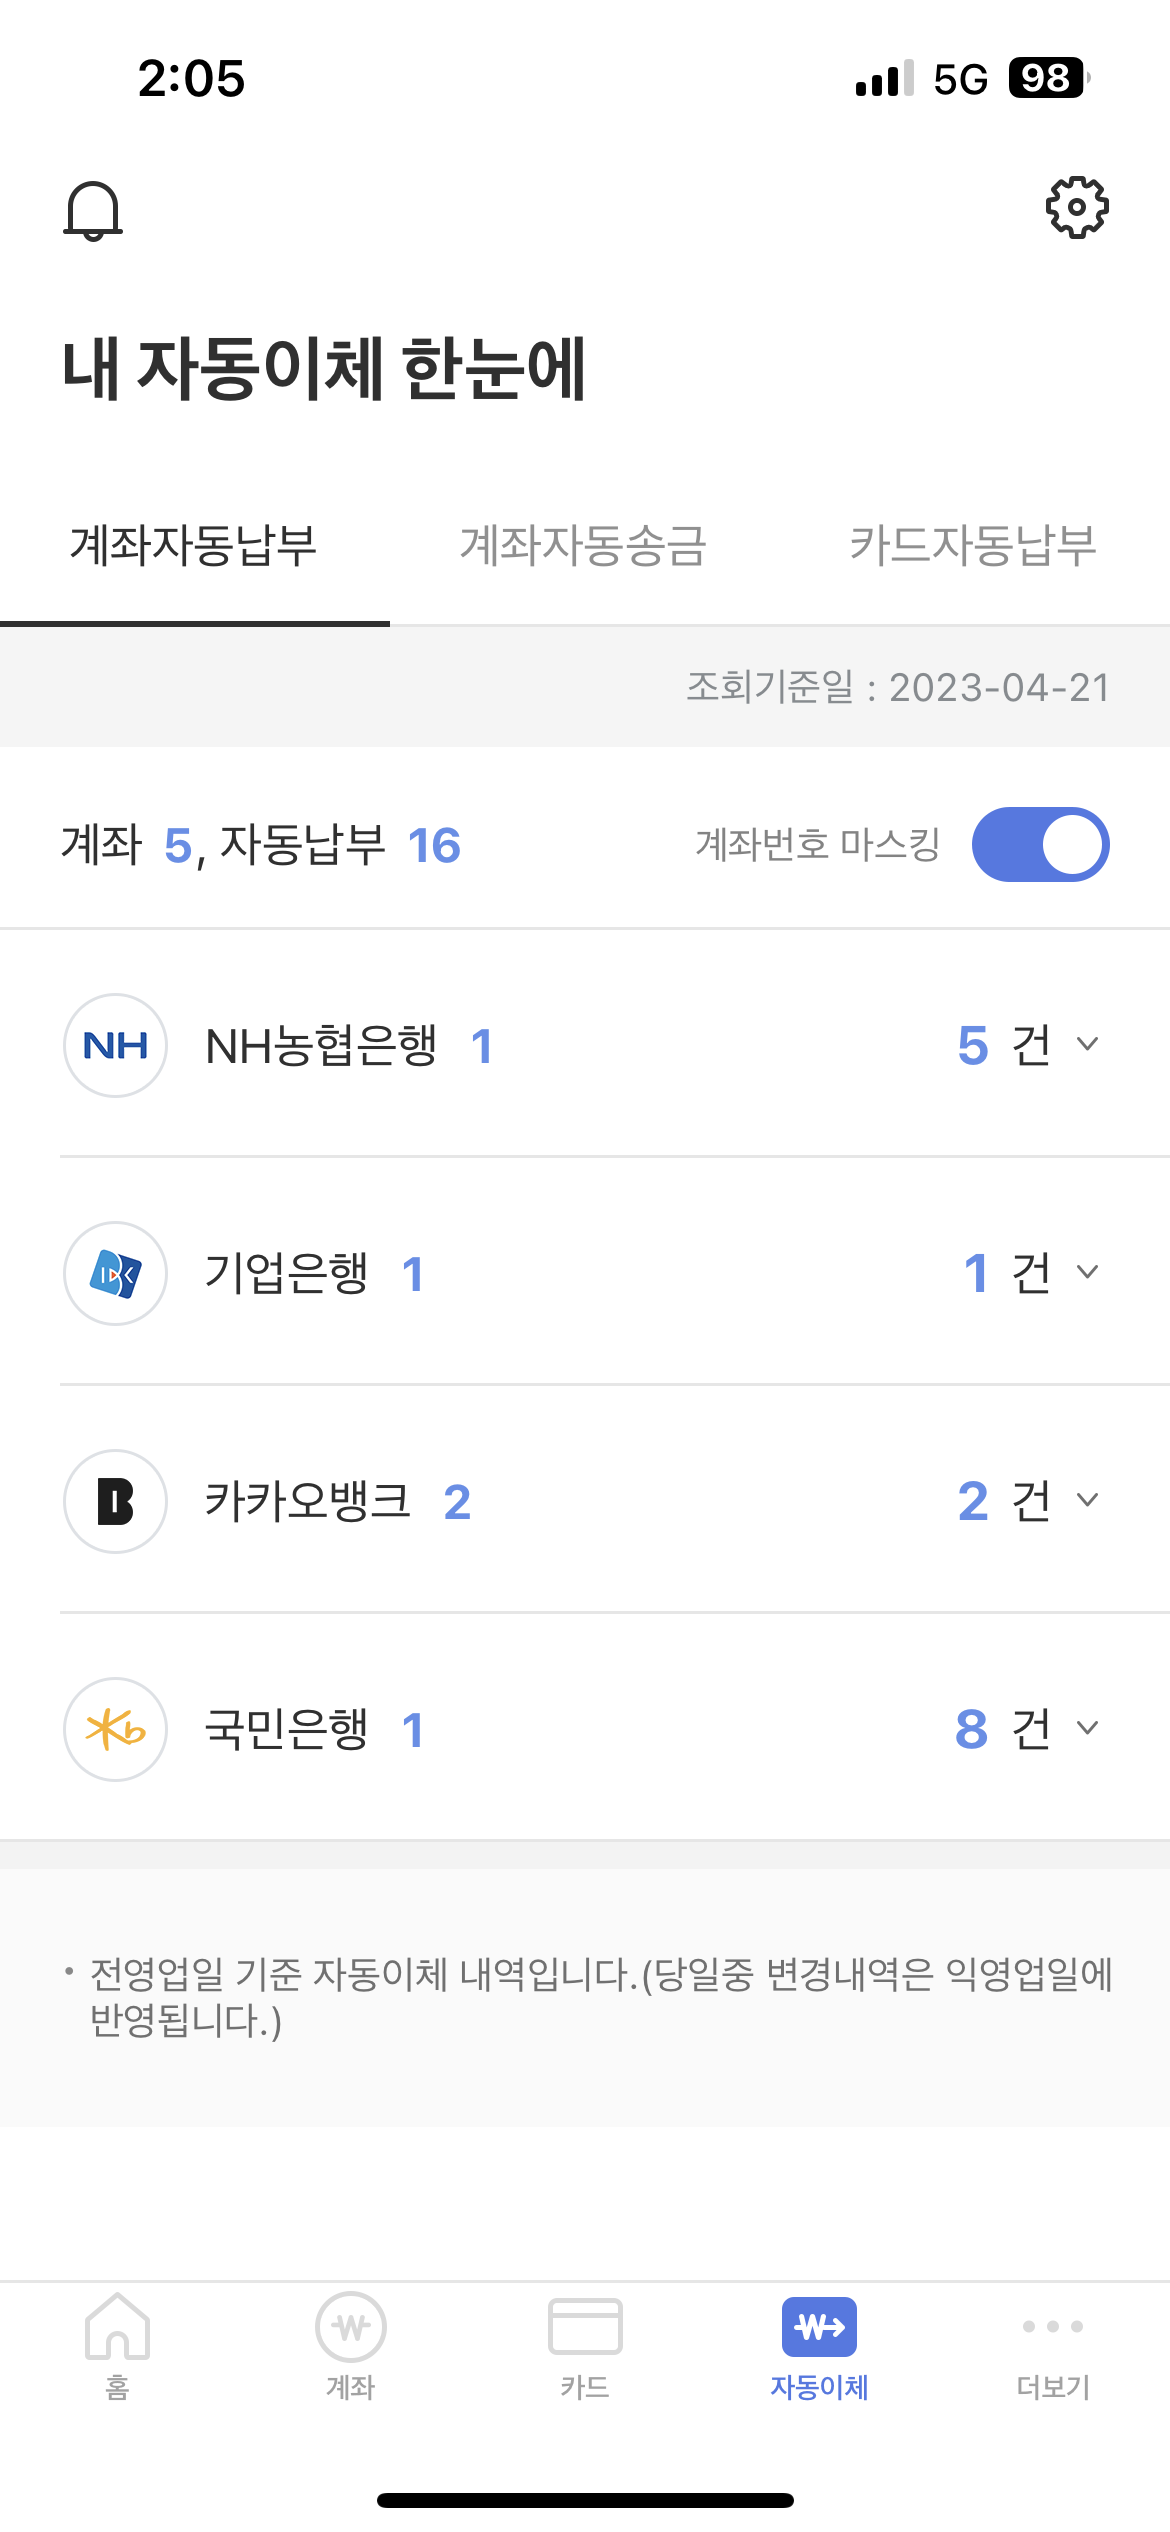 2:05 5G 98
내 자동이체 한눈에
계좌자동납부 계좌자동송금 카드자동납부
조회기준일 : 2023-04-21
계좌 5, 자동납부 16 계좌번호 마스킹
NH NH농협은행 1 5 건
IBK 기업은행 1 1 건
카카오뱅크 2 2 건
Kb 국민은행 1 8 건
· 전영업일 기준 자동이체 내역입니다.(당일중 변경내역은 익영업일에
반영됩니다.)
홈 계좌 카드 자동이체 더보기